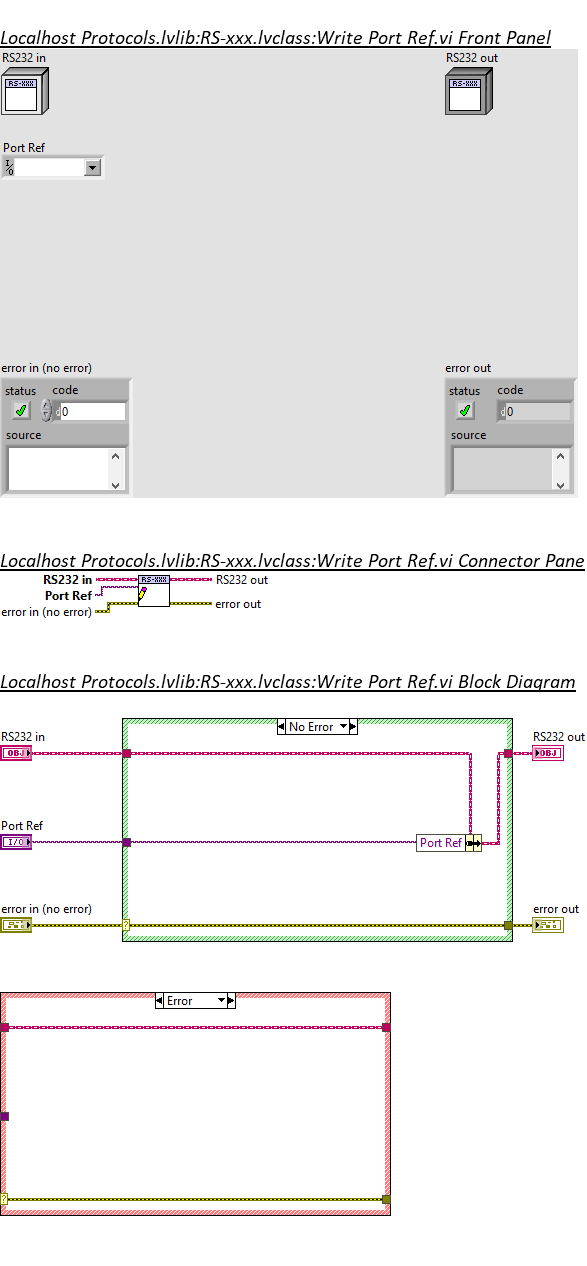 Localhost Protocols.lvlib:RS-xxx.lvclass:Write Port Ref.vi Front Panel
RS232 in
RS232 out
RS-XXX
RS-XXX
Port Ref
I/O
error in (no error)
error out
status code
status code
d 0
d 0
source
source
Localhost Protocols.lvlib:RS-xxx.lvclass:Write Port Ref.vi Connector Pane
RS232 in
RS-XXX
RS232 out
Port Ref
error in (no error)
error out
Localhost Protocols.lvlib:RS-xxx.lvclass:Write Port Ref.vi Block Diagram
No Error
RS232 in
RS232 out
OBJ
OBJ
Port Ref
I/O
Port Ref
error in (no error)
error out
?
Error
?